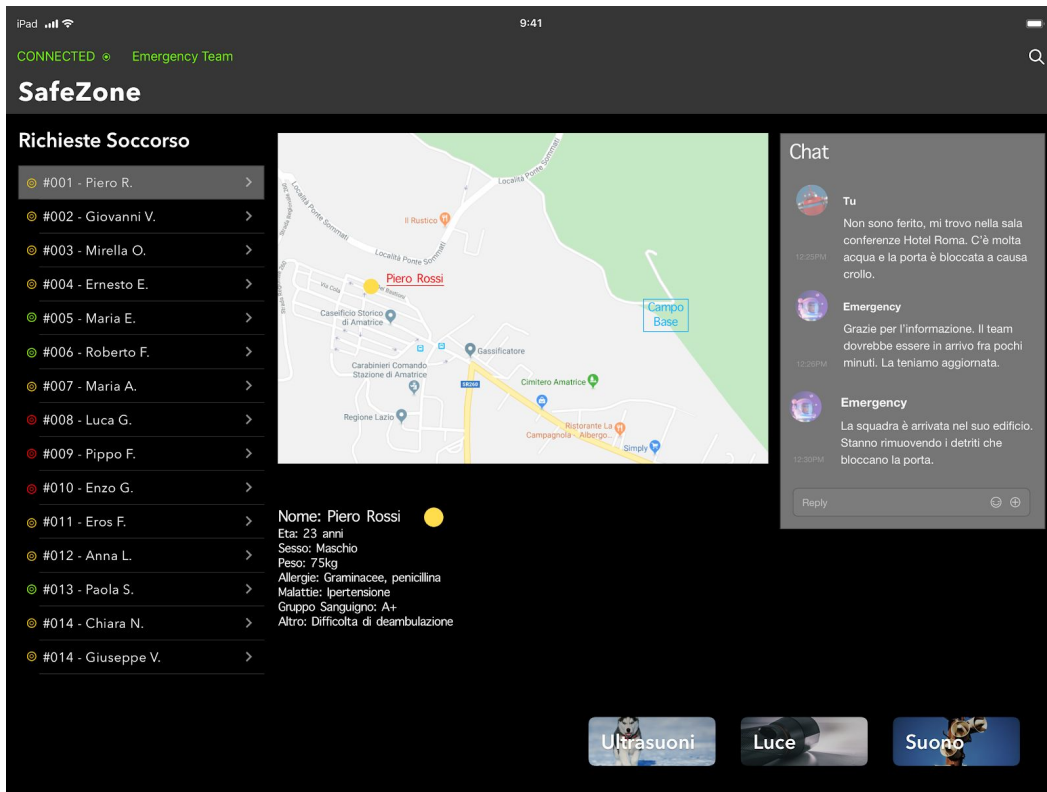 iPad
9:41
CONNECTED
Emergency Team
SafeZone
Richieste Soccorso
#001 - Piero R.
#002 - Giovanni V.
#003 - Mirella O.
#004 - Ernesto E.
#005 - Maria E.
#006 - Roberto F.
#007 - Maria A.
#008 - Luca G.
#009 - Pippo F.
#010 - Enzo G.
#011 - Eros F.
#012 - Anna L.
#013 - Paola S.
#014 - Chiara N.
#014 - Giuseppe V.
Località Ponte Sommati
Località
Località Ponte Sommati
Il Rustico
Località Ponte Som
Piero Rossi
Via Cola
Caseificio Storico
di Amatrice
Campo
Base
Gassificatore
Carabinieri Comando
Stazione di Amatrice
SR260
Cimitero Amatrice
Regione Lazio
Ristorante La
Campagnola - Albergo...
Simply
Nome: Piero Rossi
Eta: 23 anni
Sesso: Maschio
Peso: 75kg
Allergie: Graminacee, penicillina
Malattie: Ipertensione
Gruppo Sanguigno: A+
Altro: Difficolta di deambulazione
Chat
Tu
Non sono ferito, mi trovo nella sala
conferenze Hotel Roma. C'è molta
12:25PM acqua e la porta è bloccata a causa
crollo.
Emergency
Grazie per l'informazione. Il team
dovrebbe essere in arrivo fra pochi
12:26PM minuti. La teniamo aggiornata.
Emergency
La squadra è arrivata nel suo edificio.
Stanno rimuovendo i detriti che
12:30PM bloccano la porta.
Reply
Ultrasuoni
Luce
Suono